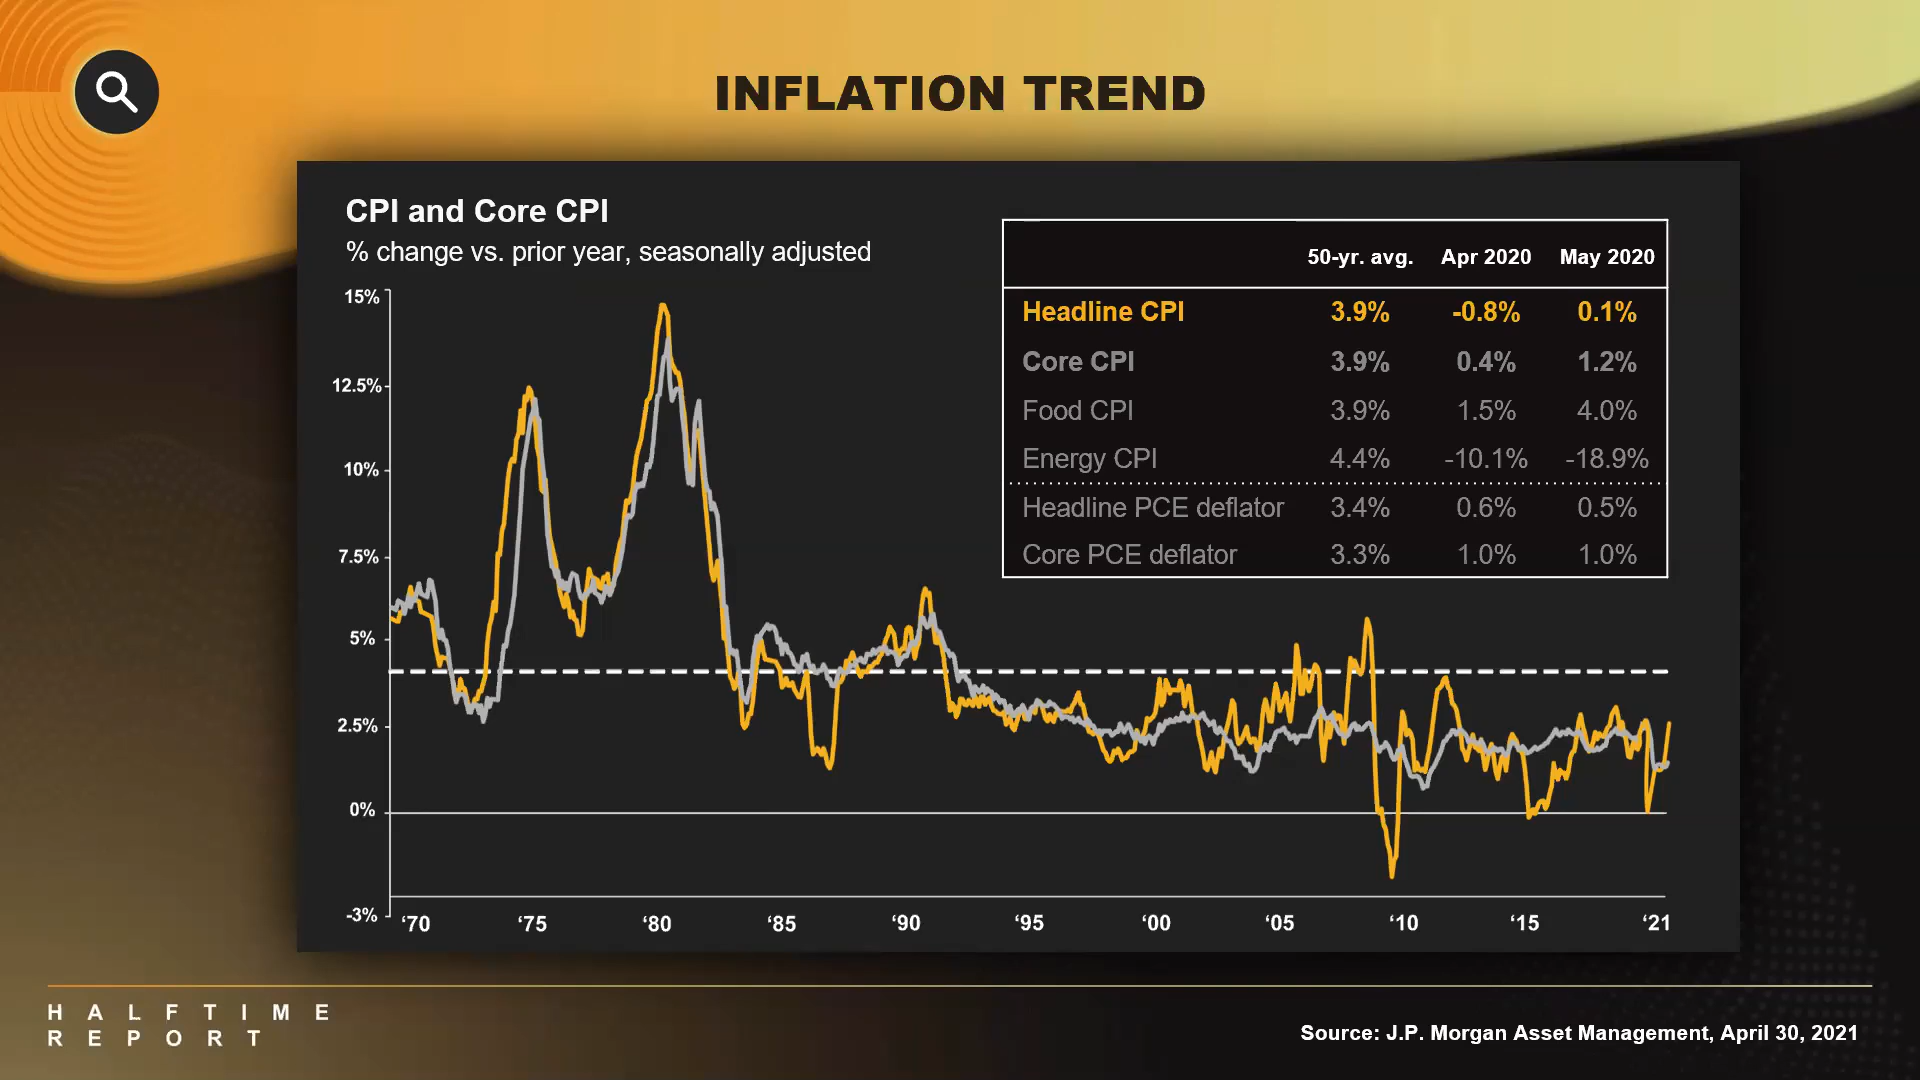 INFLATION TREND
CPI and Core CPI
% change vs. prior year, seasonally adjusted
50-yr. avg. Apr 2020 May 2020
Headline CPI 3.9% -0.8% 0.1%
Core CPI 3.9% 0.4% 1.2%
Food CPI 3.9% 1.5% 4.0%
Energy CPI 4.4% -10.1% -18.9%
Headline PCE deflator 3.4% 0.6% 0.5%
Core PCE deflator 3.3% 1.0% 1.0%
15%
12.5%
10%
7.5%
5%
2.5%
0%
-3%
‘70 ‘75 ‘80 ‘85 ‘90 ‘95 ‘00 ‘05 ‘10 ‘15 ‘21
HALFTIME
REPORT
Source: J.P. Morgan Asset Management, April 30, 2021